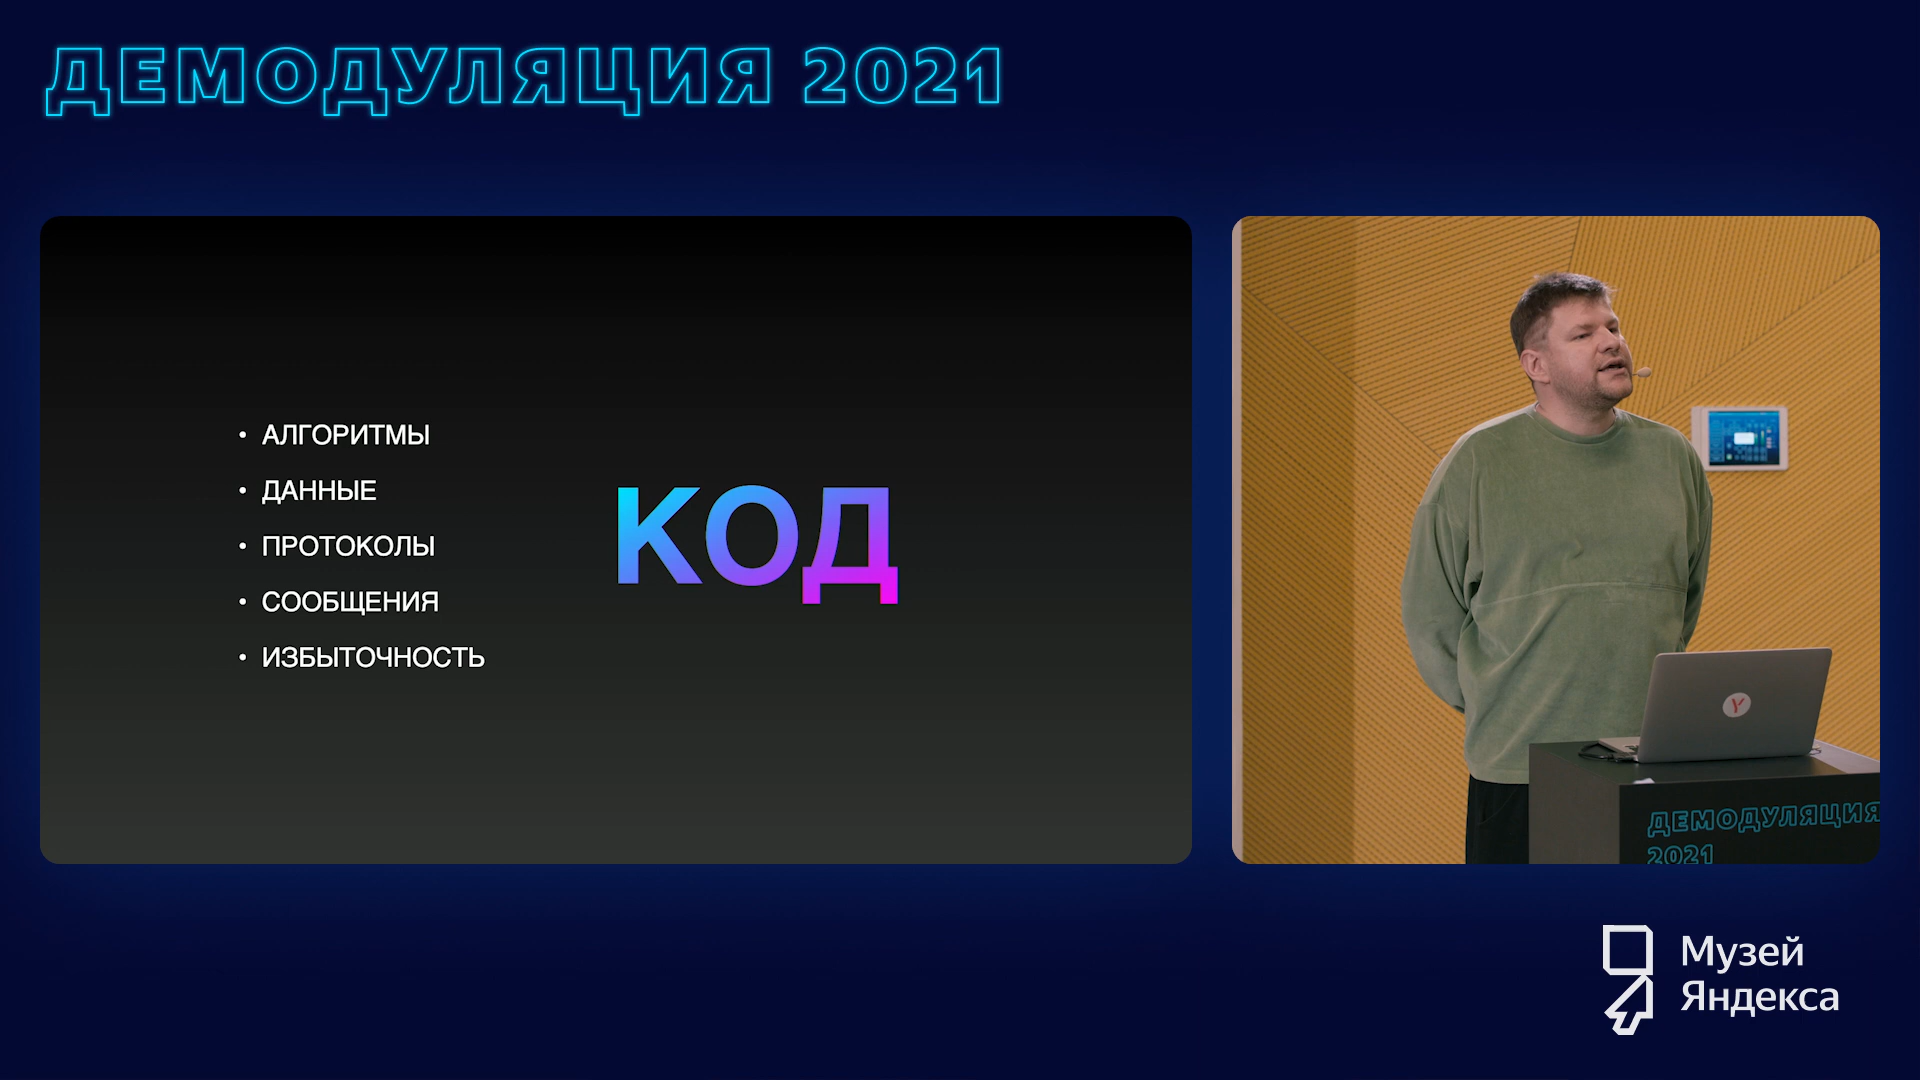 ДЕМОДУЛЯЦИЯ 2021
• АЛГОРИТМЫ
• ДАННЫЕ
• ПРОТОКОЛЫ
• СООБЩЕНИЯ
• ИЗБЫТОЧНОСТЬ
КОД
Y
ДЕМОДУЛЯЦИЯ
2021
Музей
Яндекса